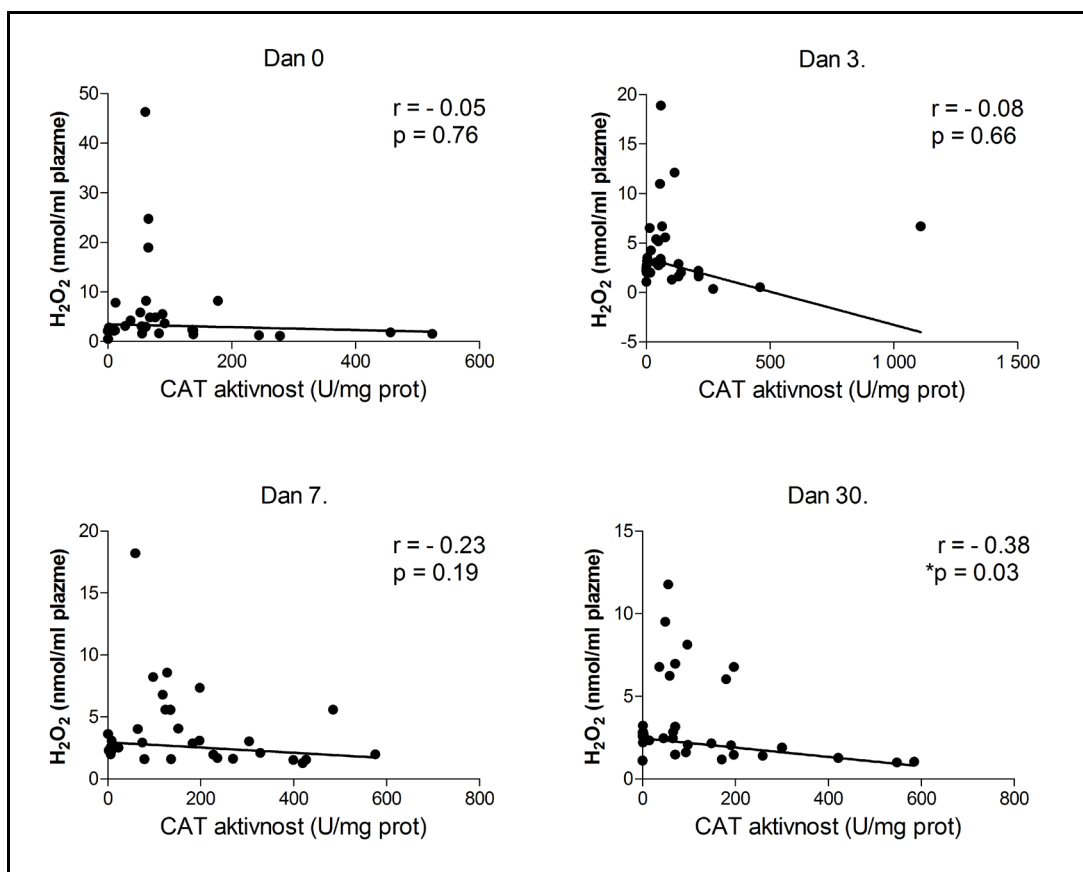 Dan 0
r = - 0.05
p = 0.76
50
40
30
20
10
0
H₂O₂ (nmol/ml plazme)
0 200 400 600
CAT aktivnost (U/mg prot)
Dan 3.
r = - 0.08
p = 0.66
20
15
10
5
0
-5
H₂O₂ (nmol/ml plazme)
0 500 1 000 1 500
CAT aktivnost (U/mg prot)
Dan 7.
r = - 0.23
p = 0.19
20
15
10
5
0
H₂O₂ (nmol/ml plazme)
0 200 400 600 800
CAT aktivnost (U/mg prot)
Dan 30.
r = - 0.38
*p = 0.03
15
10
5
0
H₂O₂ (nmol/ml plazme)
0 200 400 600 800
CAT aktivnost (U/mg prot)